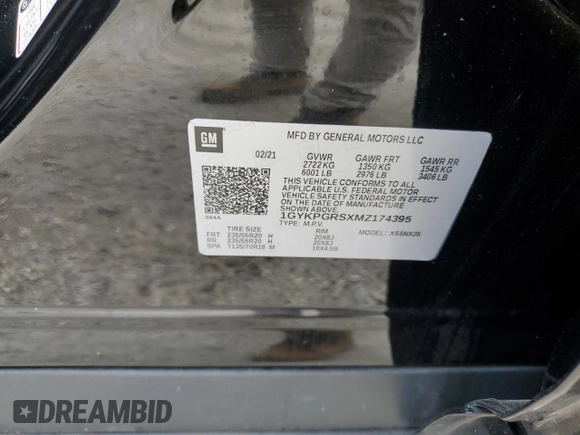 GM
MFD BY GENERAL MOTORS LLC
02/21 GVWR GAWR FRT GAWR RR
2722 KG 1350 KG 1545 KG
6001 LB 2976 LB 3406 LB
THIS VEHICLE CONFORMS TO ALL APPLICABLE
U.S. FEDERAL MOTOR
VEHICLE SAFETY STANDARDS IN EFFECT
ON THE DATE OF MANUFACTURE
SHOWN ABOVE.
1GYKPGRSXMZ174395
TYPE: M.P.V. MODEL:
TIRE SIZE RIM
FRT 235/55R20 H 20X8J
RR 235/55R20 H 20X8J
SPA T135/70R18 M 18X4.5B
DREAMBID